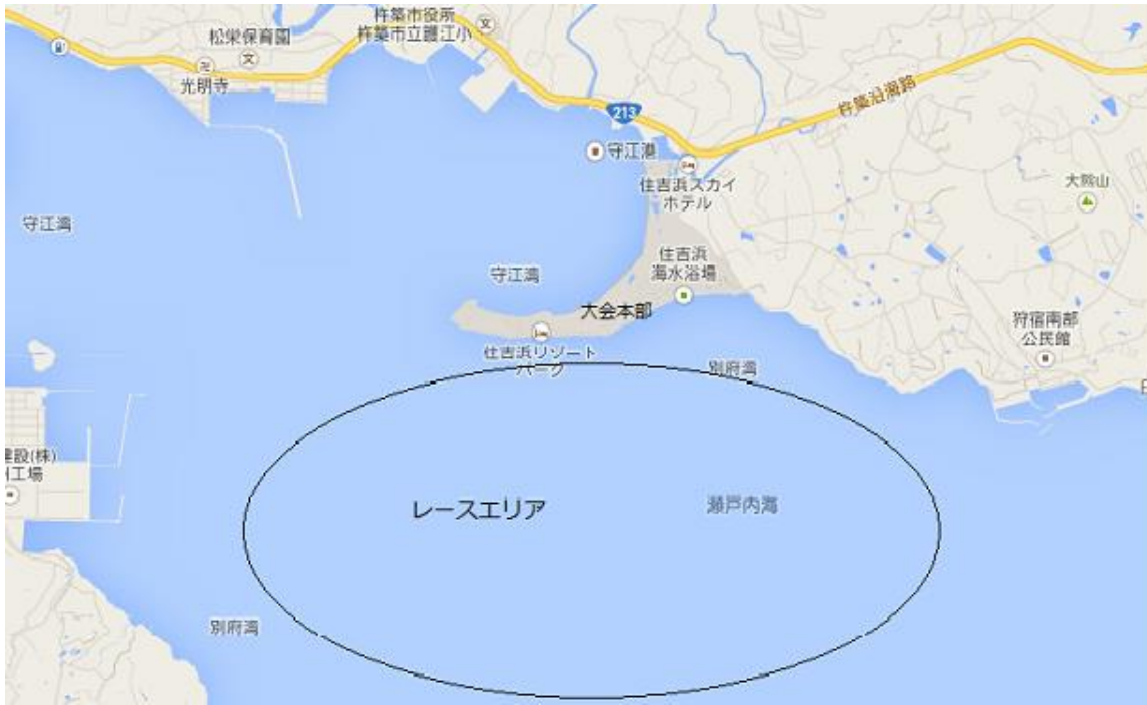 杵築市役所
杵築市立護江小
松栄保育園
光明寺
213
杵築沿海路
守江港
住吉浜スカイ
ホテル
大熊山
守江湾
守江湾
住吉浜
海水浴場
大会本部
狩宿南部
公民館
住吉浜リゾート
パーク
別府湾
建設(株)
工場
レースエリア
瀬戸内海
別府湾